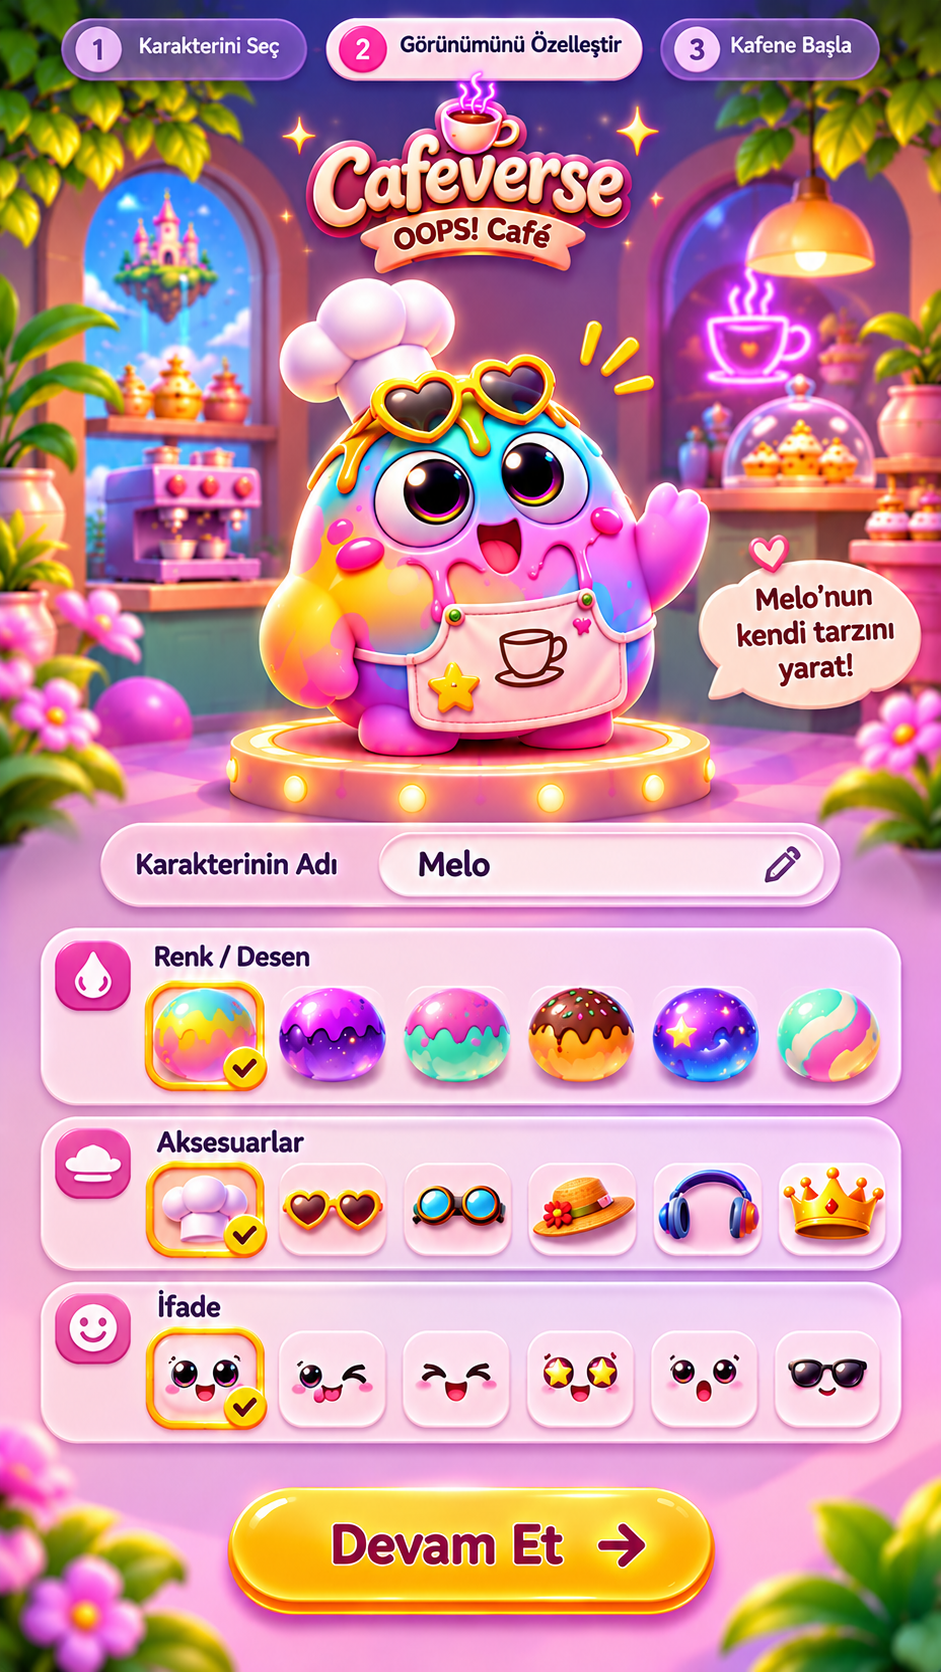 1 Karakterini Seç
2 Görünümünü Özelleştir
3 Kafene Başla
Cafeverse
OOPS! Café
Melo'nun
kendi tarzını
yarat!
Karakterinin Adı
Melo
Renk / Desen
Aksesuarlar
İfade
Devam Et →